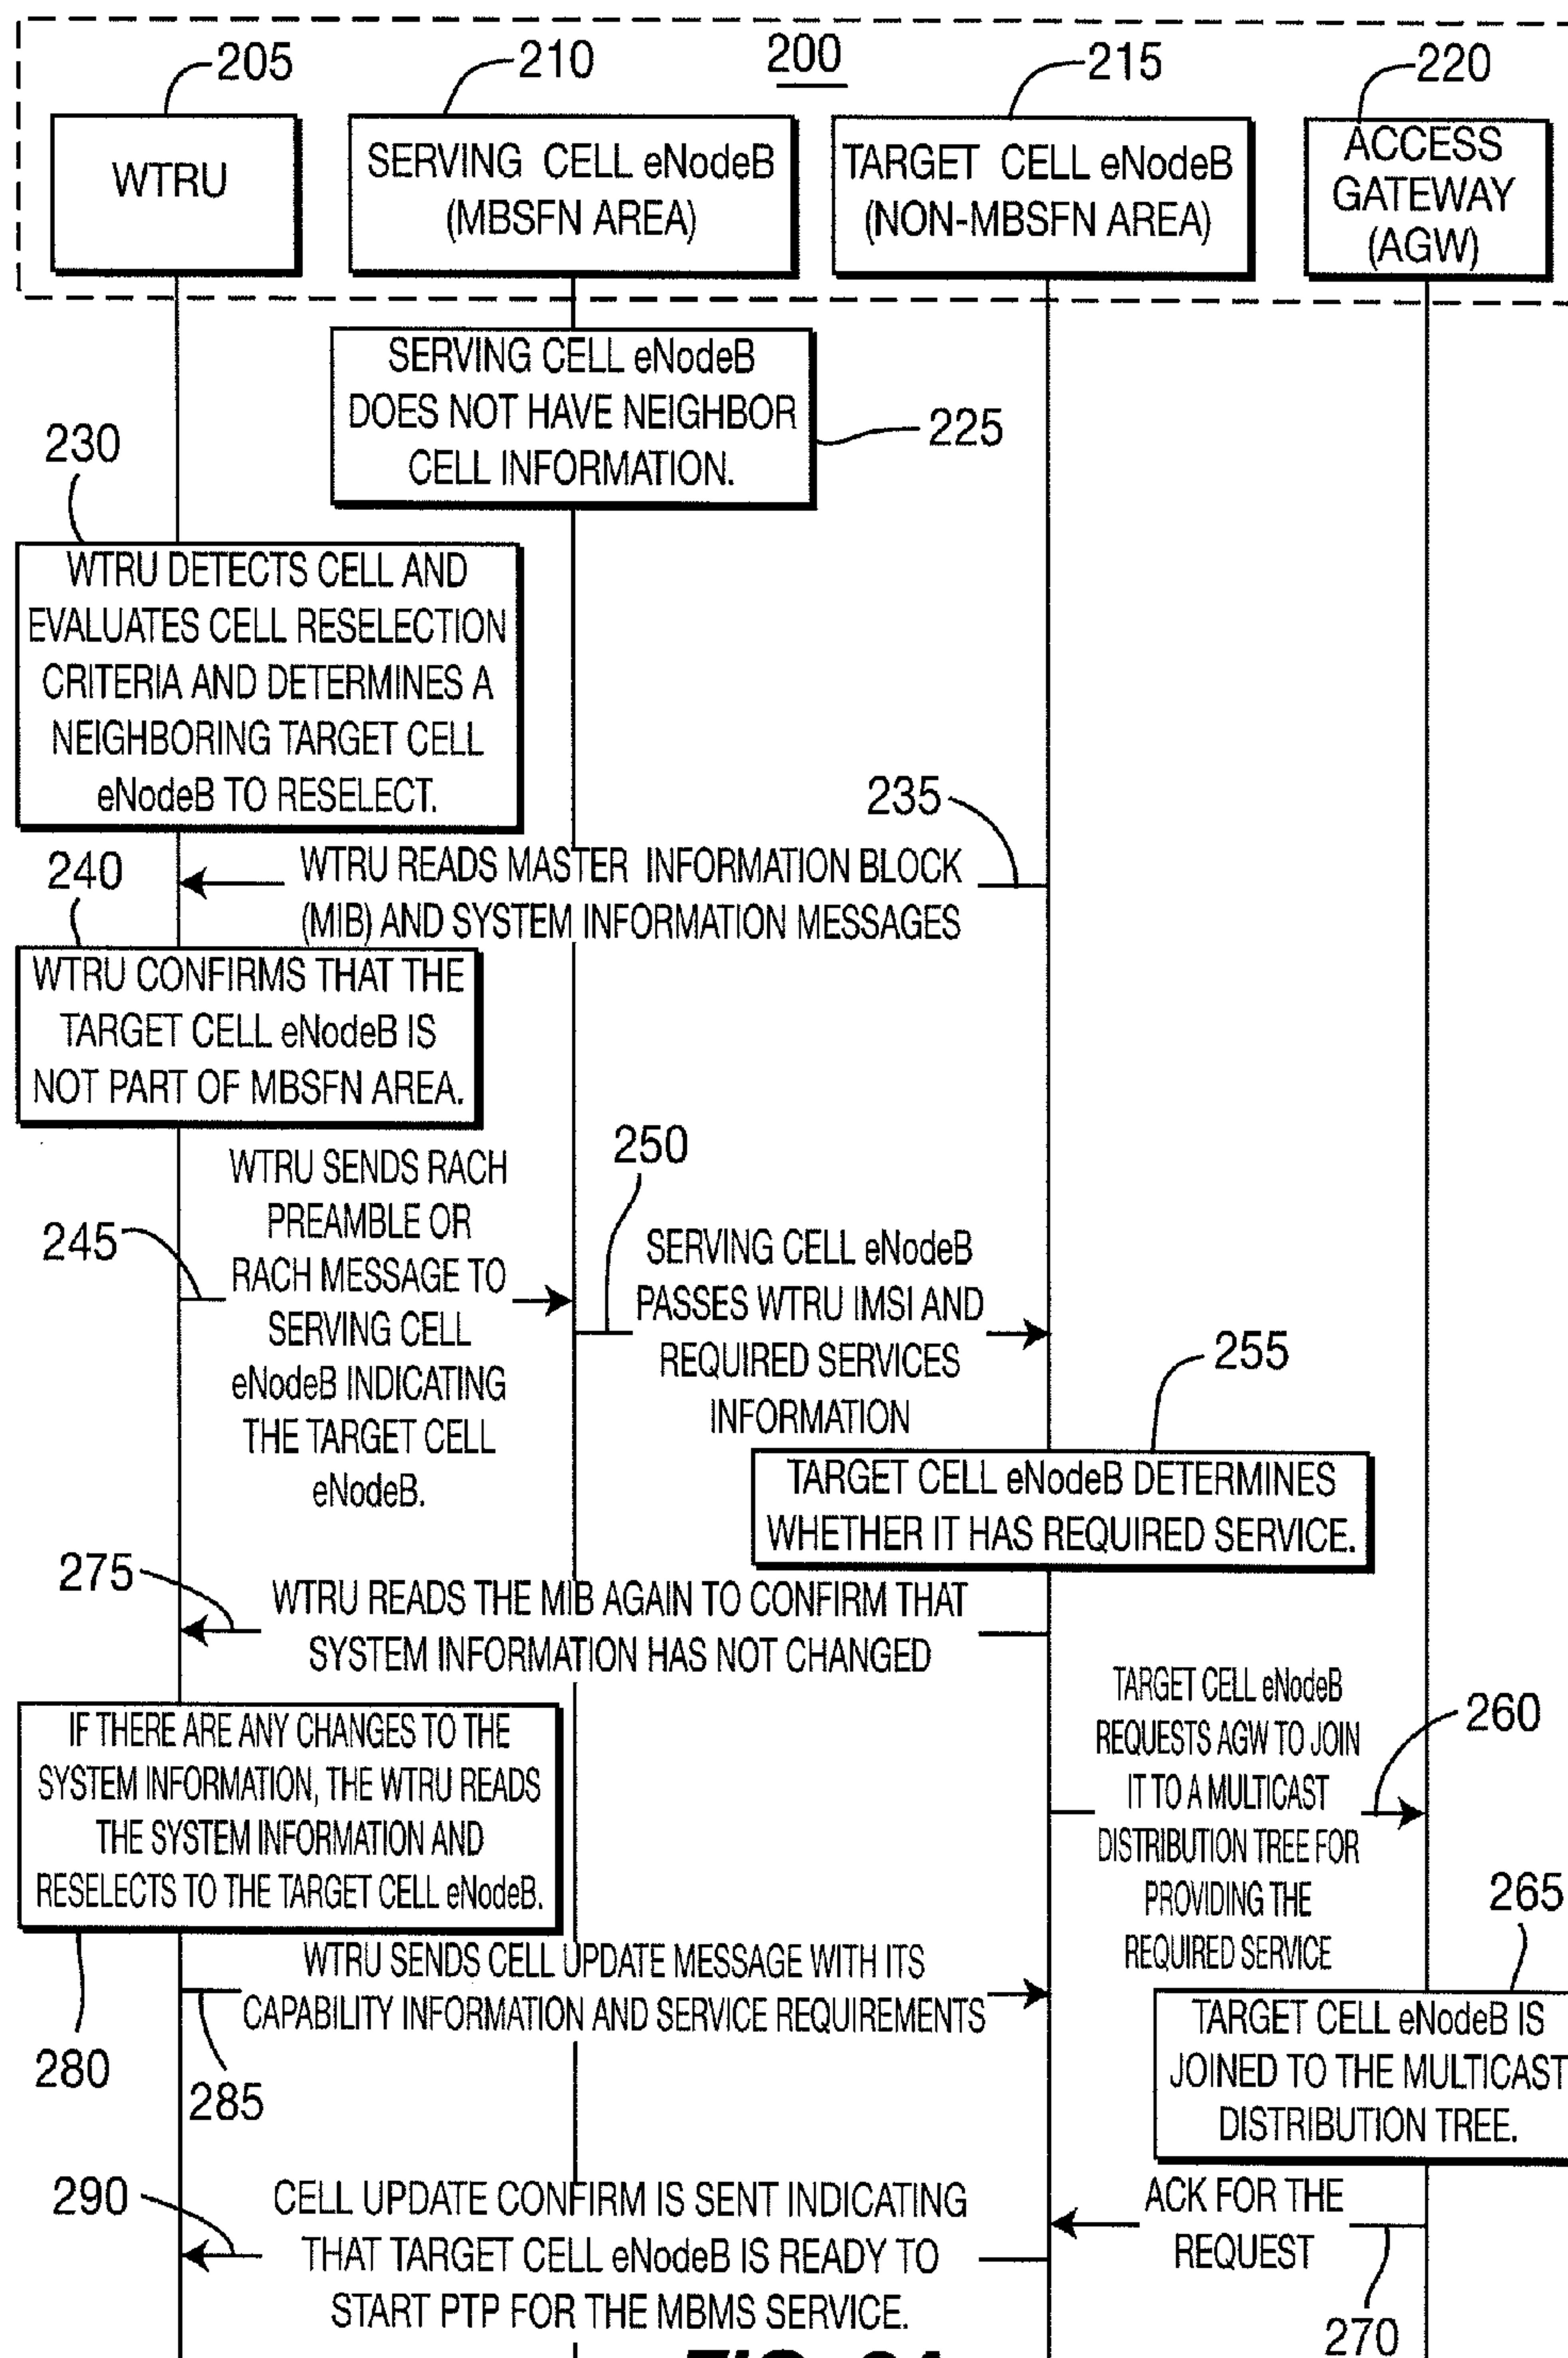 205
210
200
215
220
WTRU
SERVING CELL eNodeB
(MBSFN AREA)
TARGET CELL eNodeB
(NON-MBSFN AREA)
ACCESS
GATEWAY
(AGW)
SERVING CELL eNodeB
DOES NOT HAVE NEIGHBOR
CELL INFORMATION.
225
230
WTRU DETECTS CELL AND
EVALUATES CELL RESELECTION
CRITERIA AND DETERMINES A
NEIGHBORING TARGET CELL
eNodeB TO RESELECT.
235
WTRU READS MASTER INFORMATION BLOCK
(MIB) AND SYSTEM INFORMATION MESSAGES
240
WTRU CONFIRMS THAT THE
TARGET CELL eNodeB IS
NOT PART OF MBSFN AREA.
245
WTRU SENDS RACH
PREAMBLE OR
RACH MESSAGE TO
SERVING CELL
eNodeB INDICATING
THE TARGET CELL
eNodeB.
250
SERVING CELL eNodeB
PASSES WTRU IMSI AND
REQUIRED SERVICES
INFORMATION
255
TARGET CELL eNodeB DETERMINES
WHETHER IT HAS REQUIRED SERVICE.
275
WTRU READS THE MIB AGAIN TO CONFIRM THAT
SYSTEM INFORMATION HAS NOT CHANGED
TARGET CELL eNodeB
REQUESTS AGW TO JOIN
IT TO A MULTICAST
DISTRIBUTION TREE FOR
PROVIDING THE
REQUIRED SERVICE
260
IF THERE ARE ANY CHANGES TO THE
SYSTEM INFORMATION, THE WTRU READS
THE SYSTEM INFORMATION AND
RESELECTS TO THE TARGET CELL eNodeB.
280
265
TARGET CELL eNodeB IS
JOINED TO THE MULTICAST
DISTRIBUTION TREE.
WTRU SENDS CELL UPDATE MESSAGE WITH ITS
CAPABILITY INFORMATION AND SERVICE REQUIREMENTS
285
ACK FOR THE
REQUEST
270
290
CELL UPDATE CONFIRM IS SENT INDICATING
THAT TARGET CELL eNodeB IS READY TO
START PTP FOR THE MBMS SERVICE.